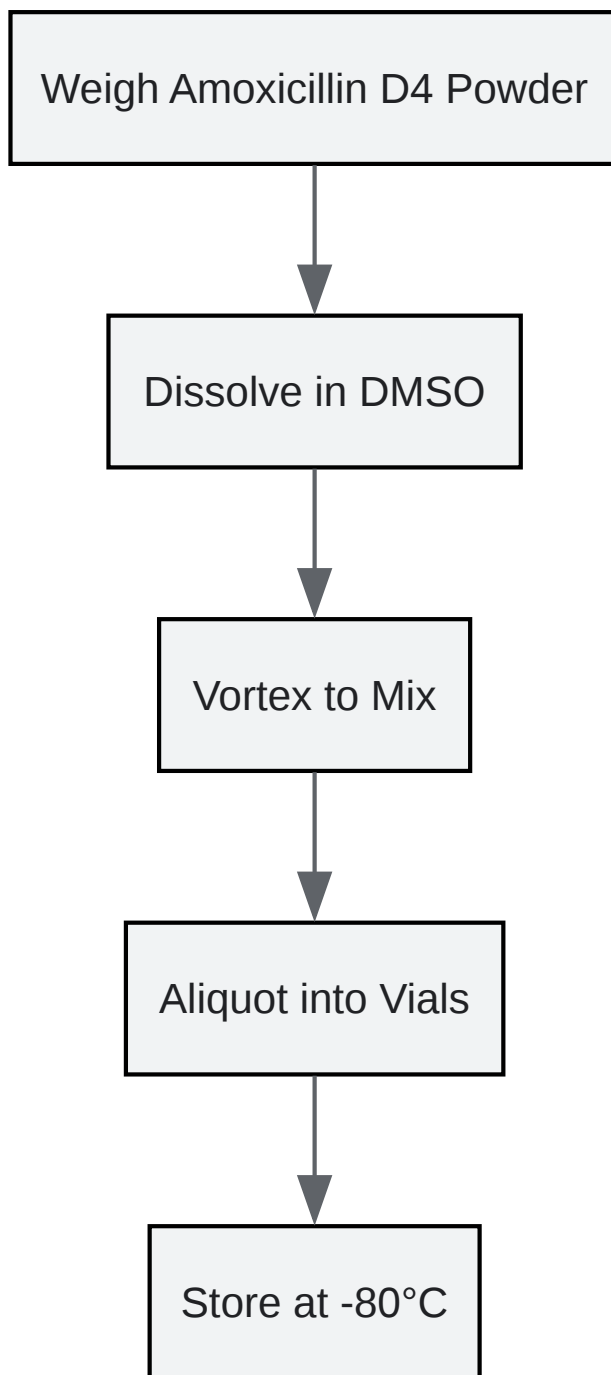 Weigh Amoxicillin D4 Powder
Dissolve in DMSO
Vortex to Mix
Aliquot into Vials
Store at -80°C